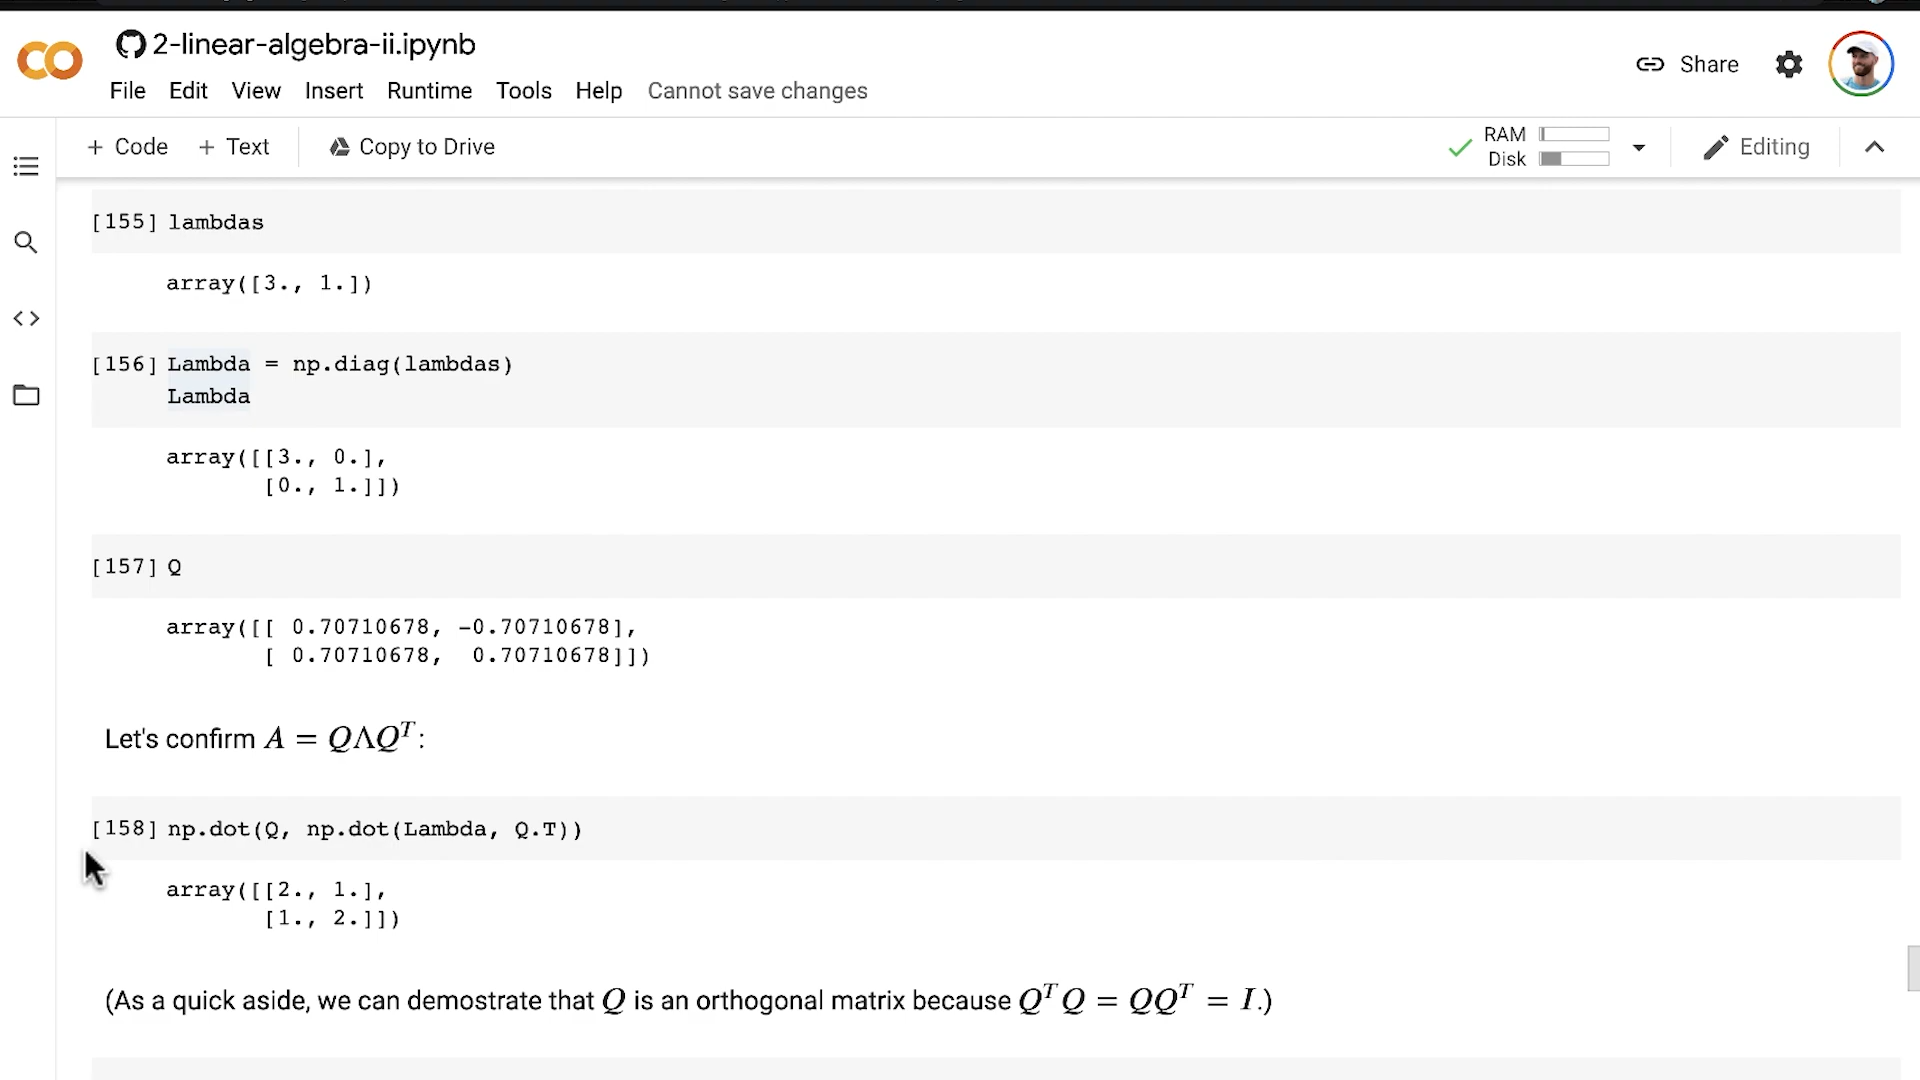 2-linear-algebra-ii.ipynb
File Edit View Insert Runtime Tools Help Cannot save changes
Share
+ Code + Text Copy to Drive
RAM
Disk
Editing
[155] lambdas
array([3., 1.])
[156] Lambda = np.diag(lambdas)
Lambda
array([[3., 0.],
[0., 1.]])
[157] Q
array([[ 0.70710678, -0.70710678],
[ 0.70710678,  0.70710678]])
Let's confirm A = QΛQᵀ:
[158] np.dot(Q, np.dot(Lambda, Q.T))
array([[2., 1.],
[1., 2.]])
(As a quick aside, we can demostrate that Q is an orthogonal matrix because QᵀQ = QQᵀ = I.)